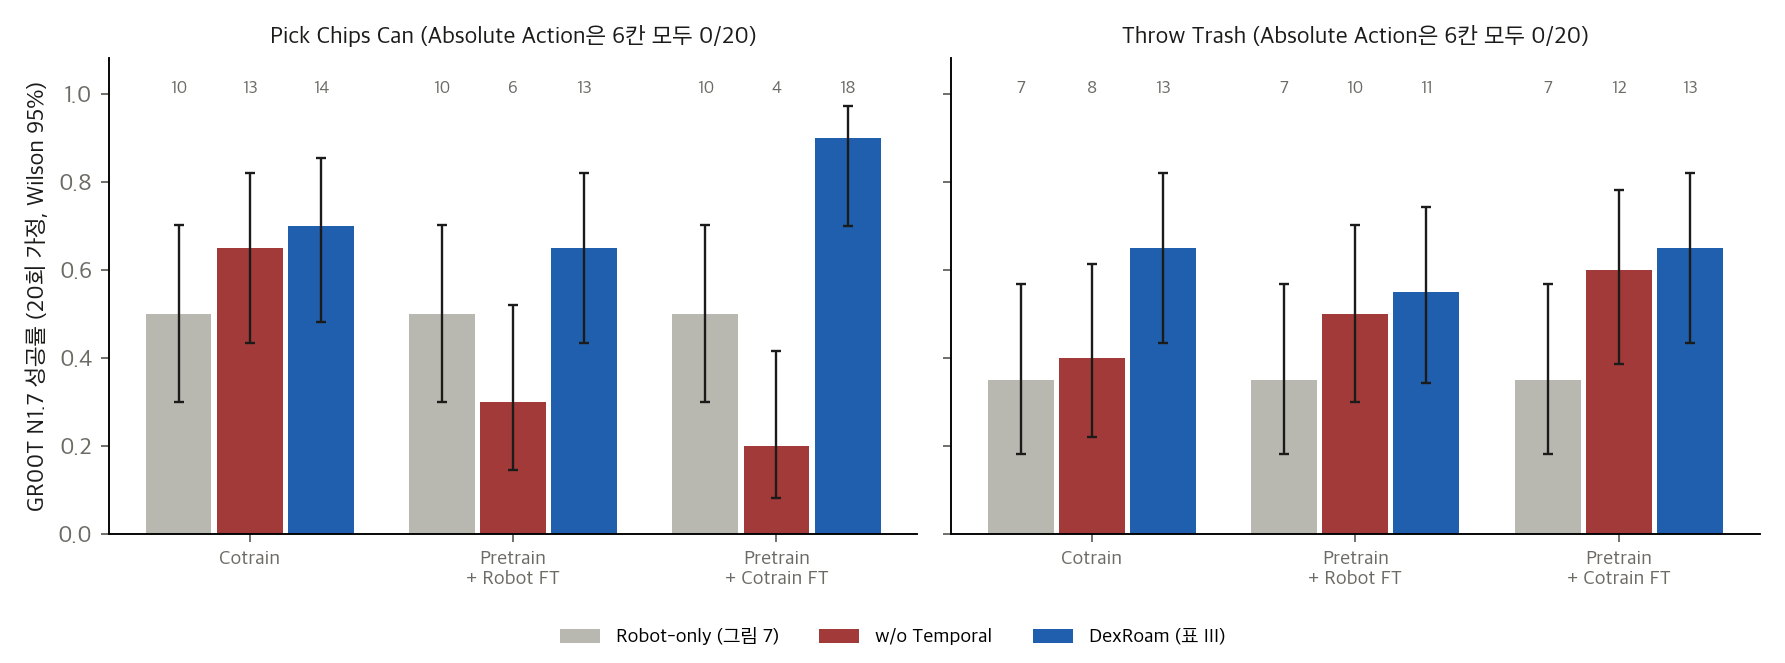 Pick Chips Can (Absolute Action은 6칸 모두 0/20)
Throw Trash (Absolute Action은 6칸 모두 0/20)
GR00T N1.7 성공률 (20회 가정, Wilson 95%)
1.0
0.8
0.6
0.4
0.2
0.0
10 13 14 10 6 13 10 4 18
7 8 13 7 10 11 7 12 13
Cotrain
Pretrain
+ Robot FT
Pretrain
+ Cotrain FT
Cotrain
Pretrain
+ Robot FT
Pretrain
+ Cotrain FT
Robot-only (그림 7)
w/o Temporal
DexRoam (표 III)